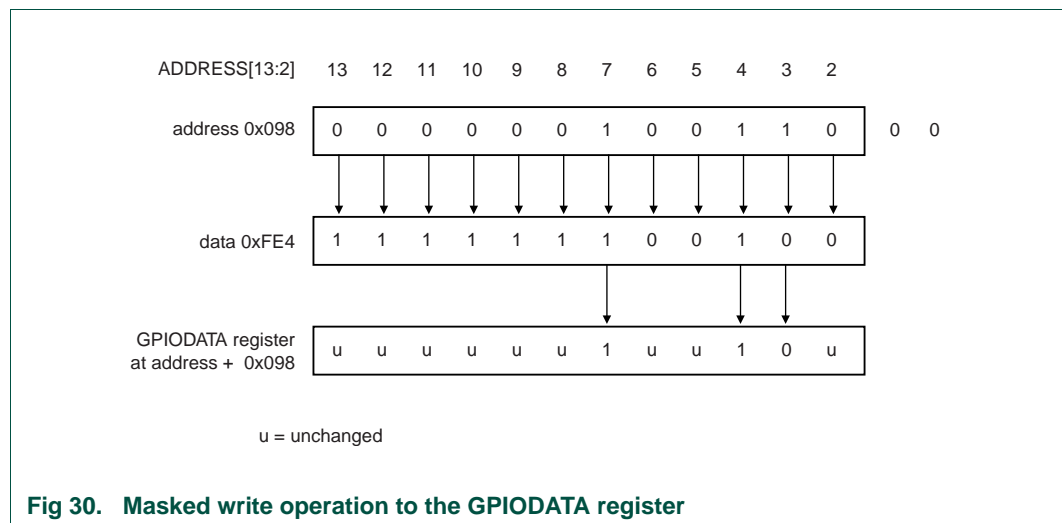 ADDRESS[13:2] 13 12 11 10 9 8 7 6 5 4 3 2
address 0x098 0 0 0 0 0 0 1 0 0 1 1 0 0 0
data 0xFE4 1 1 1 1 1 1 1 0 0 1 0 0
GPIODATA register
at address + 0x098 u u u u u u 1 u u 1 0 u
u = unchanged
Fig 30. Masked write operation to the GPIODATA register